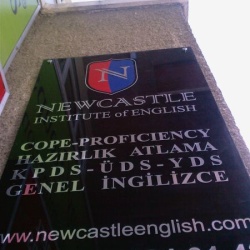 N
NEWCASTLE
INSTITUTE of ENGLISH
COPE-PROFICIENCY
HAZIRLIK ATLAMA
KPDS-ÜDS-YDS
GENEL İNGİLİZCE
www.newcastleenglish.com